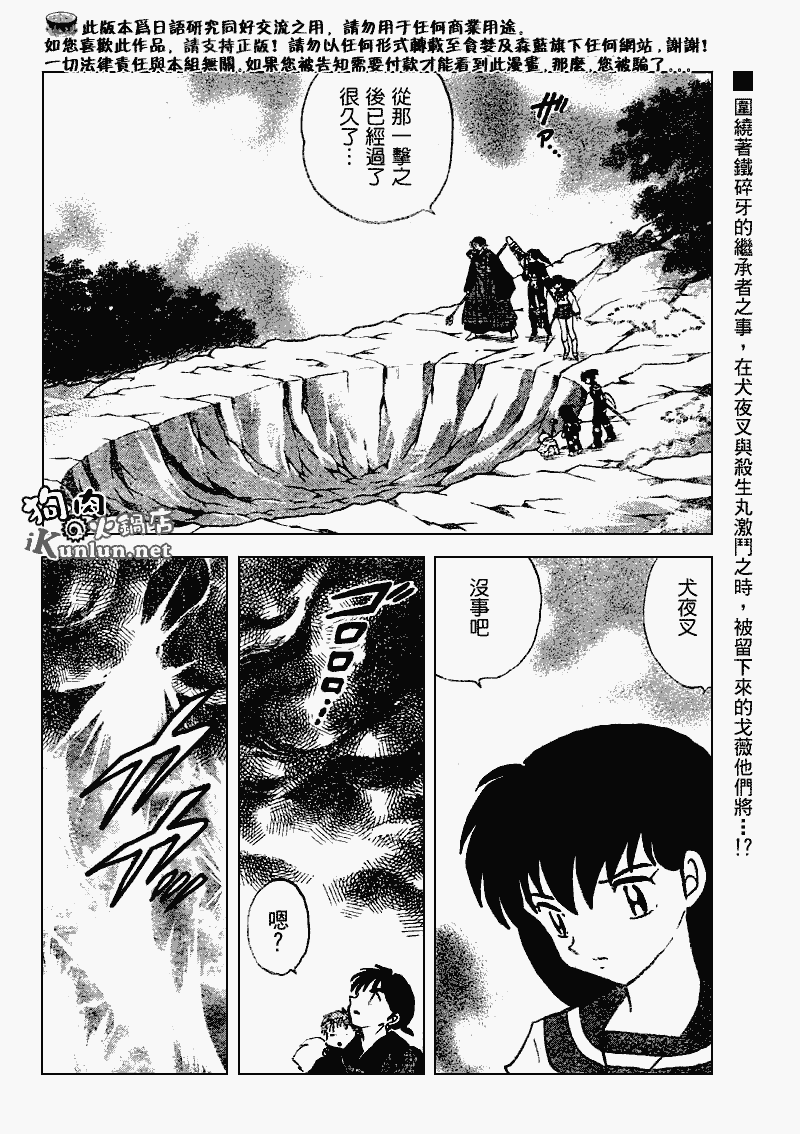 此版本爲日語研究同好交流之用，請勿用于任何商業用途。
如您喜歡此作品，請支持正版！請勿以任何形式轉載至貪婪及森藍旗下任何網站，謝謝！
一切法律責任與本組無關。如果您被告知需要付款才能看到此漫畫，那麽，您被騙了....
■圍繞著鐵碎牙的繼承者之事，在犬夜叉與殺生丸激鬥之時，被留下來的戈薇他們將…!?
從那一擊之
後已經過了
很久了…
狗肉
火鍋店
iKunlun.net
犬夜叉
沒事吧
ゴロロロ…
嗯？